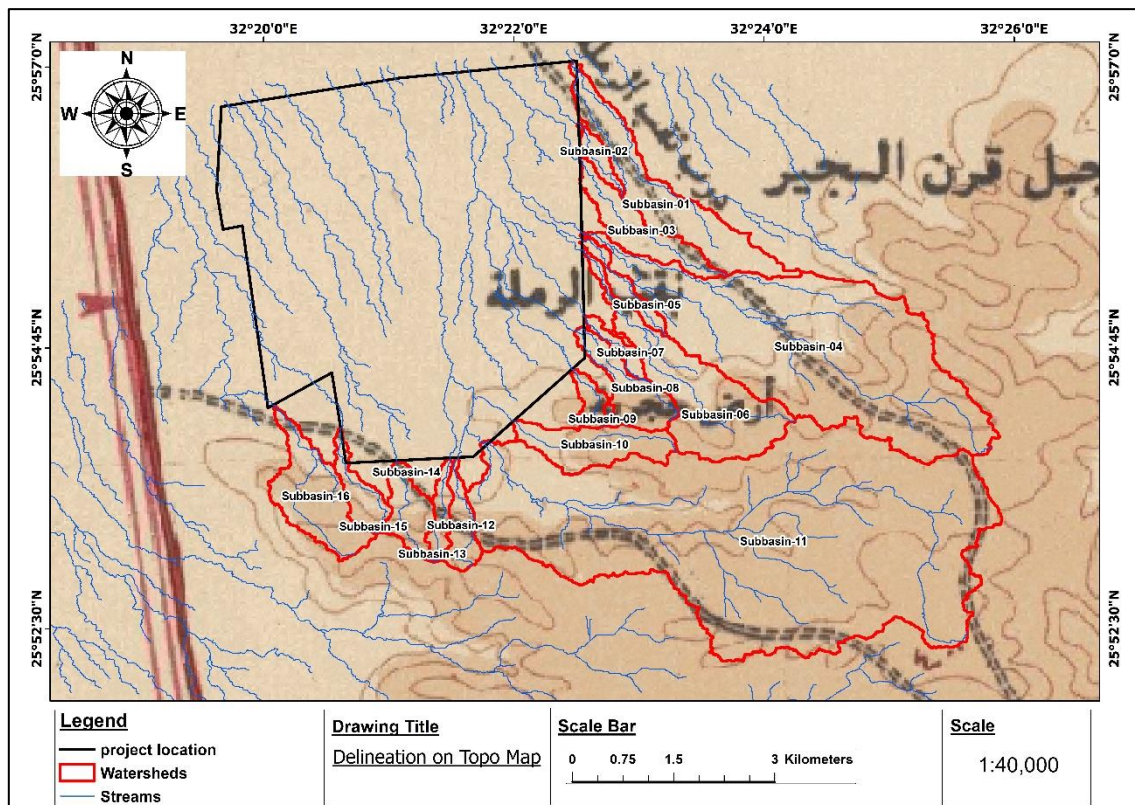 32°20'0"E 32°22'0"E 32°24'0"E 32°26'0"E
25°57'0"N 25°57'0"N
N
W E
S
جبل قرن الجير
Subbasin-02
Subbasin-01
Subbasin-03
الرملة
Subbasin-05
25°54'45"N 25°54'45"N
Subbasin-04
Subbasin-07
Subbasin-08
Subbasin-09
Subbasin-06
Subbasin-10
Subbasin-14
Subbasin-16
Subbasin-15
Subbasin-12
Subbasin-11
Subbasin-13
25°52'30"N 25°52'30"N
Legend
project location
Watersheds
Streams
Drawing Title
Delineation on Topo Map
Scale Bar
0 0.75 1.5 3 Kilometers
Scale
1:40,000